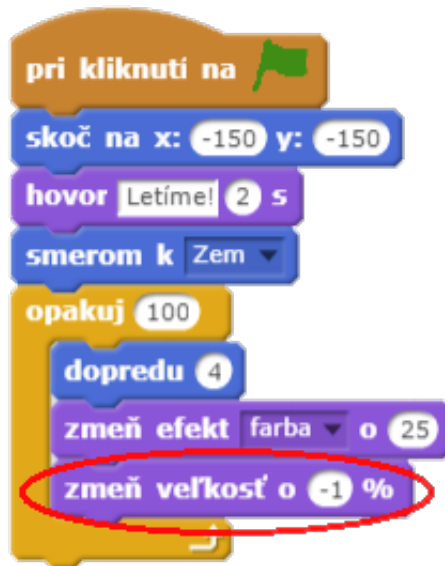 pri kliknutí na
skoč na x: -150 y: -150
hovor Letíme! 2 s
smerom k Zem
opakuj 100
dopredu 4
zmeň efekt farba o 25
zmeň veľkosť o -1 %